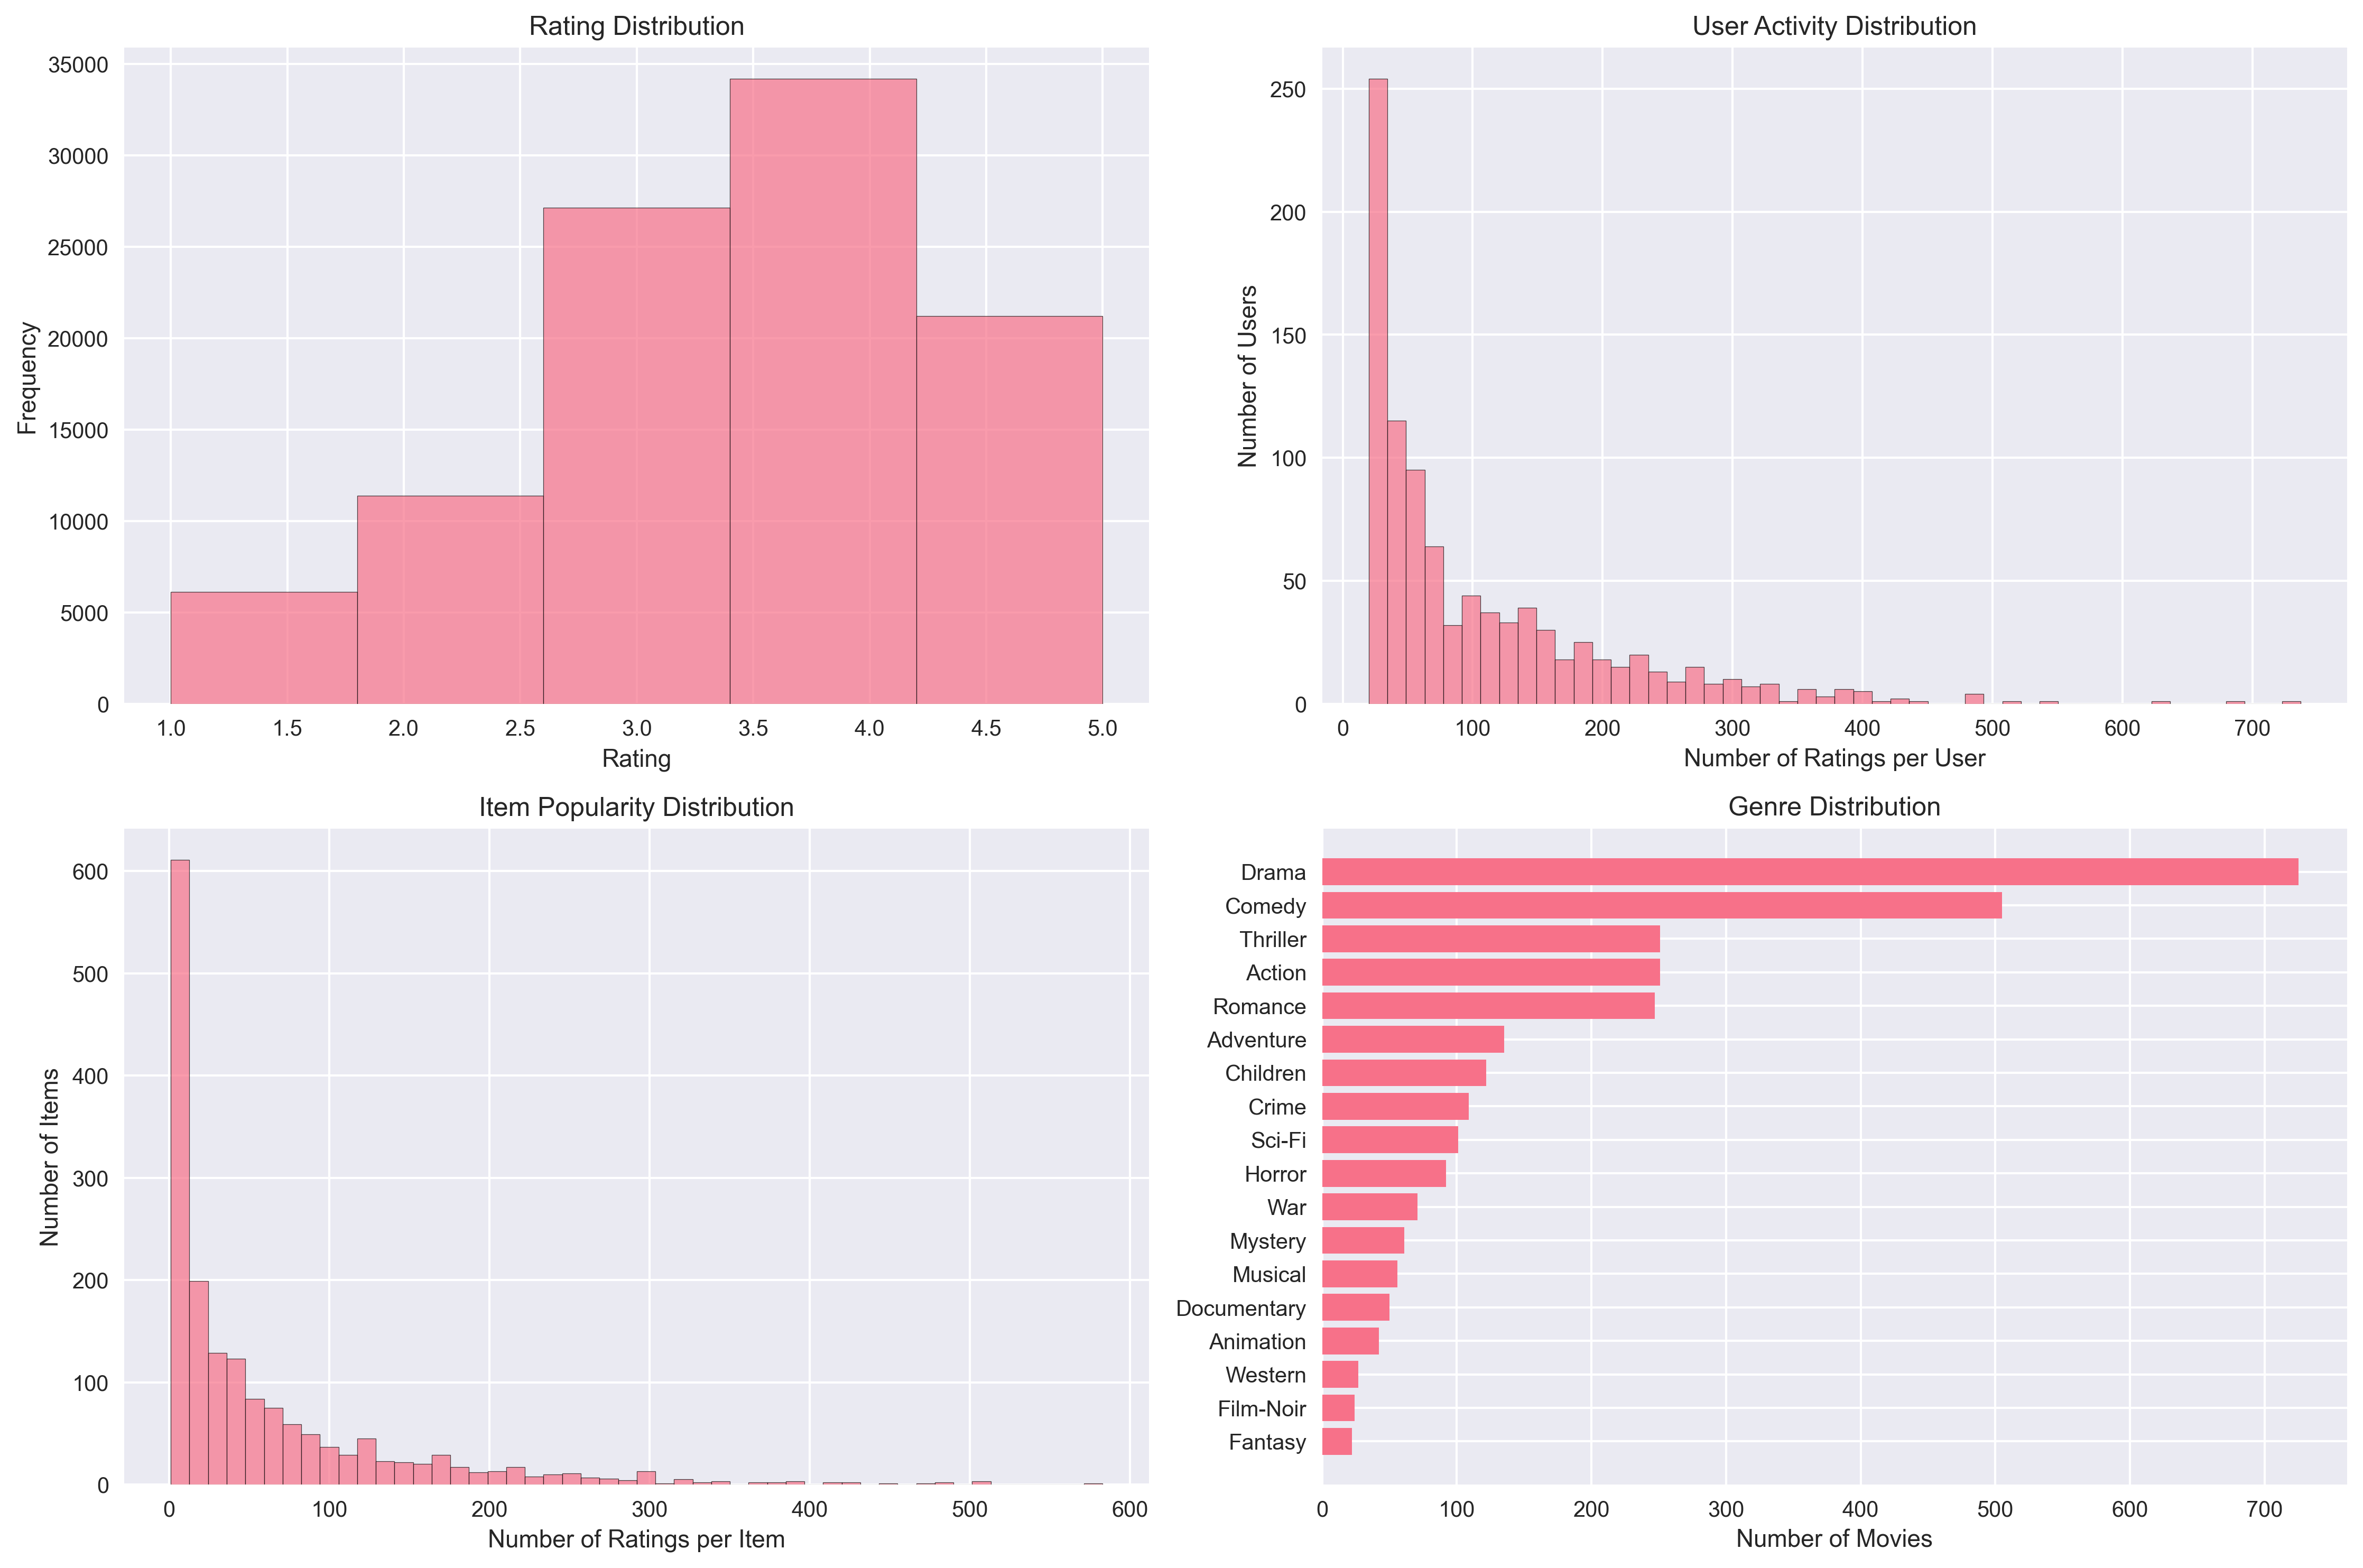 Rating Distribution
35000
30000
25000
20000
15000
10000
5000
0
Frequency
1.0 1.5 2.0 2.5 3.0 3.5 4.0 4.5 5.0
Rating
User Activity Distribution
250
200
150
100
50
0
Number of Users
0 100 200 300 400 500 600 700
Number of Ratings per User
Item Popularity Distribution
600
500
400
300
200
100
0
Number of Items
0 100 200 300 400 500 600
Number of Ratings per Item
Genre Distribution
Drama
Comedy
Thriller
Action
Romance
Adventure
Children
Crime
Sci-Fi
Horror
War
Mystery
Musical
Documentary
Animation
Western
Film-Noir
Fantasy
0 100 200 300 400 500 600 700
Number of Movies